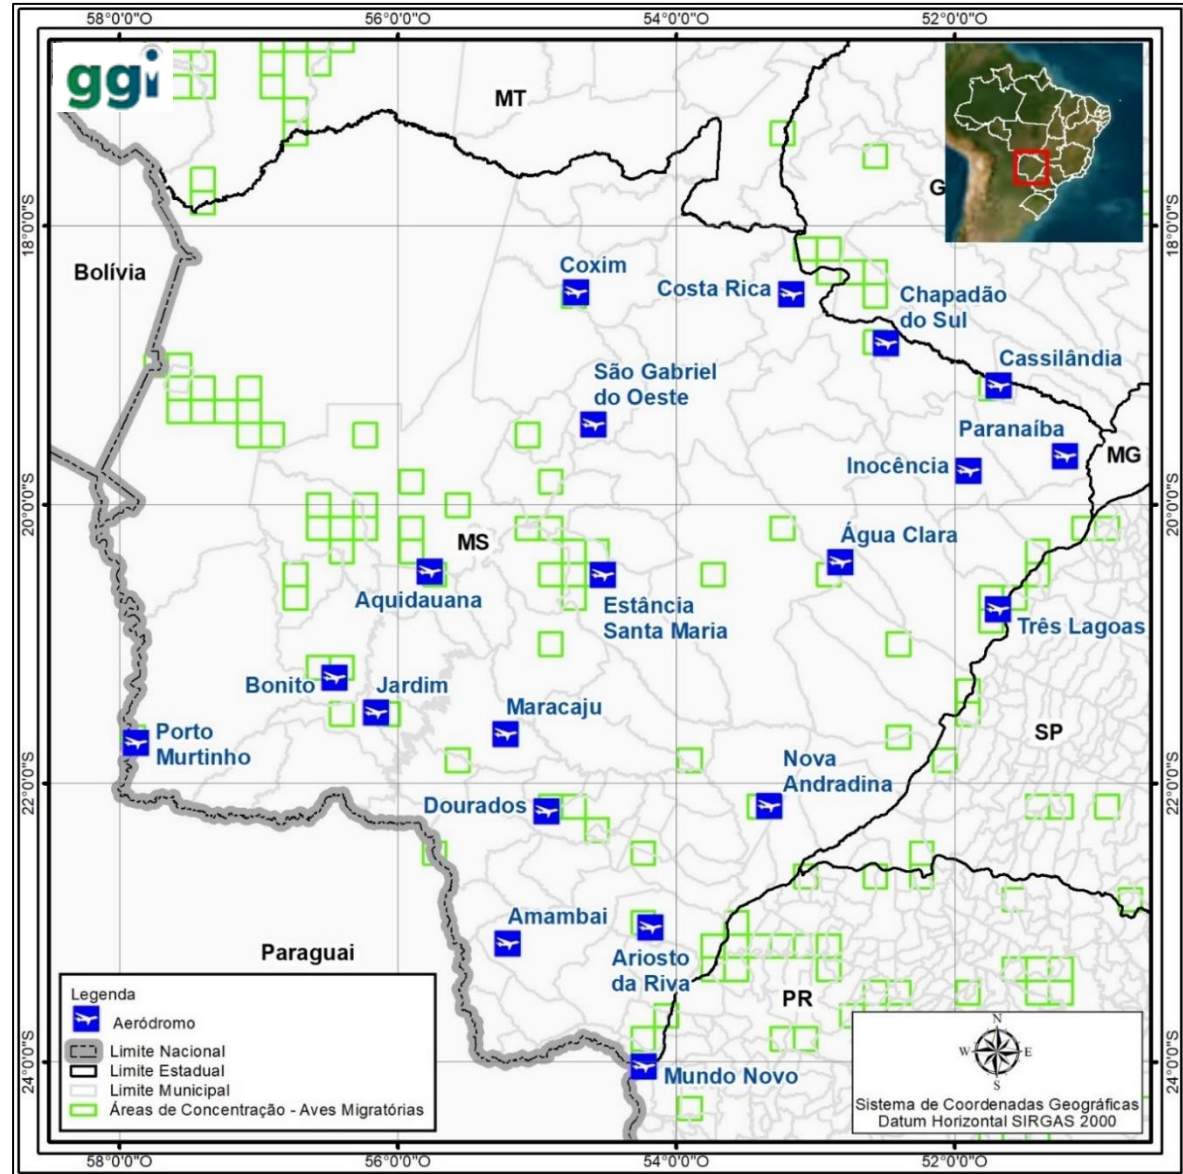 58°0'0"O 56°0'0"O 54°0'0"O 52°0'0"O
ggi
MT
G
18°0'0"S
18°0'0"S
Bolívia
Coxim
Costa Rica
Chapadão
do Sul
Cassilândia
São Gabriel
do Oeste
Paranaíba
Inocência
MG
20°0'0"S
20°0'0"S
MS
Água Clara
Aquidauana
Estância
Santa Maria
Três Lagoas
Bonito
Jardim
Maracaju
SP
Porto
Murtinho
Nova
Andradina
22°0'0"S
22°0'0"S
Dourados
Amambai
Ariosto
da Riva
Paraguai
PR
Mundo Novo
24°0'0"S
24°0'0"S
Legenda
Aeródromo
Limite Nacional
Limite Estadual
Limite Municipal
Áreas de Concentração - Aves Migratórias
N
W E
S
Sistema de Coordenadas Geográficas
Datum Horizontal SIRGAS 2000
58°0'0"O 56°0'0"O 54°0'0"O 52°0'0"O